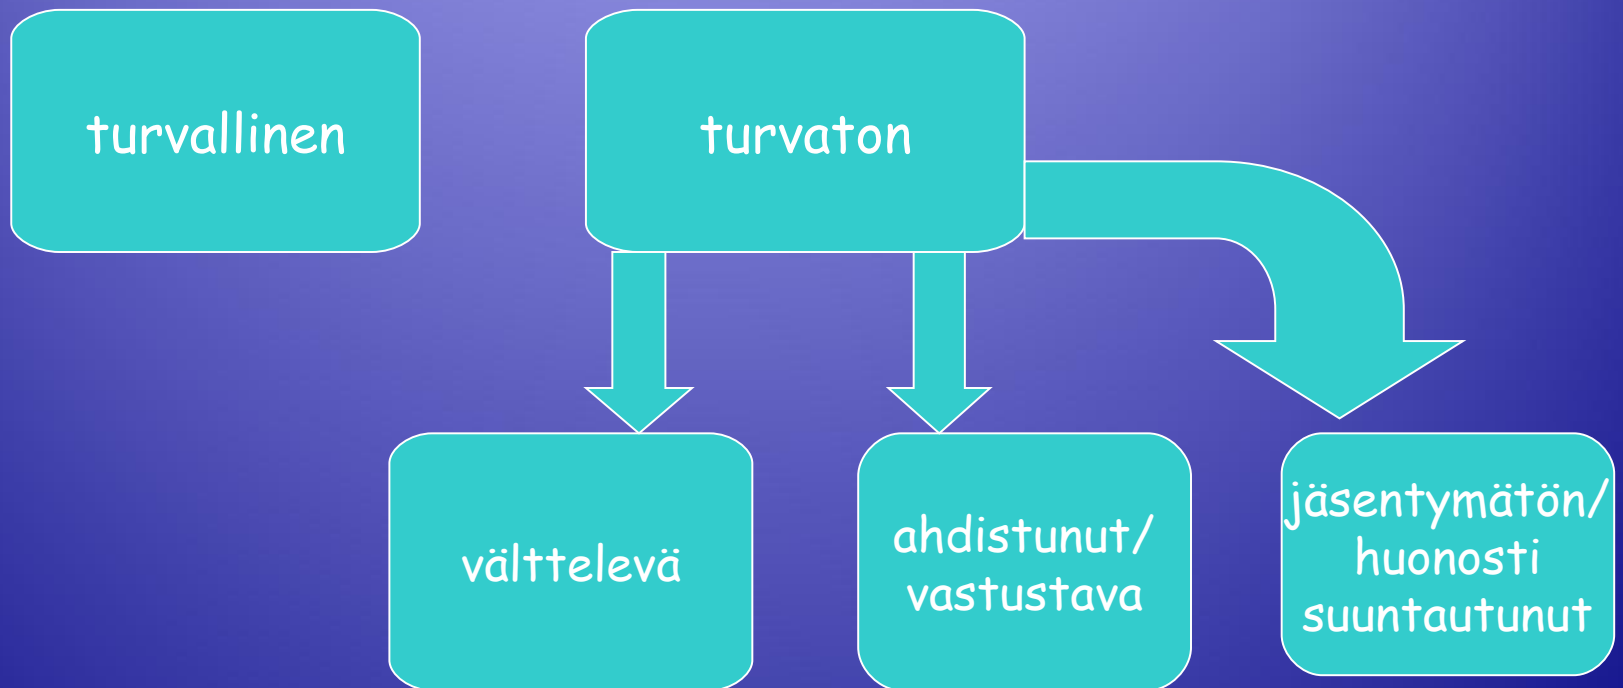 turvallinen
turvaton
välttelevä
ahdistunut/
vastustava
jäsentymätön/
huonosti
suuntautunut